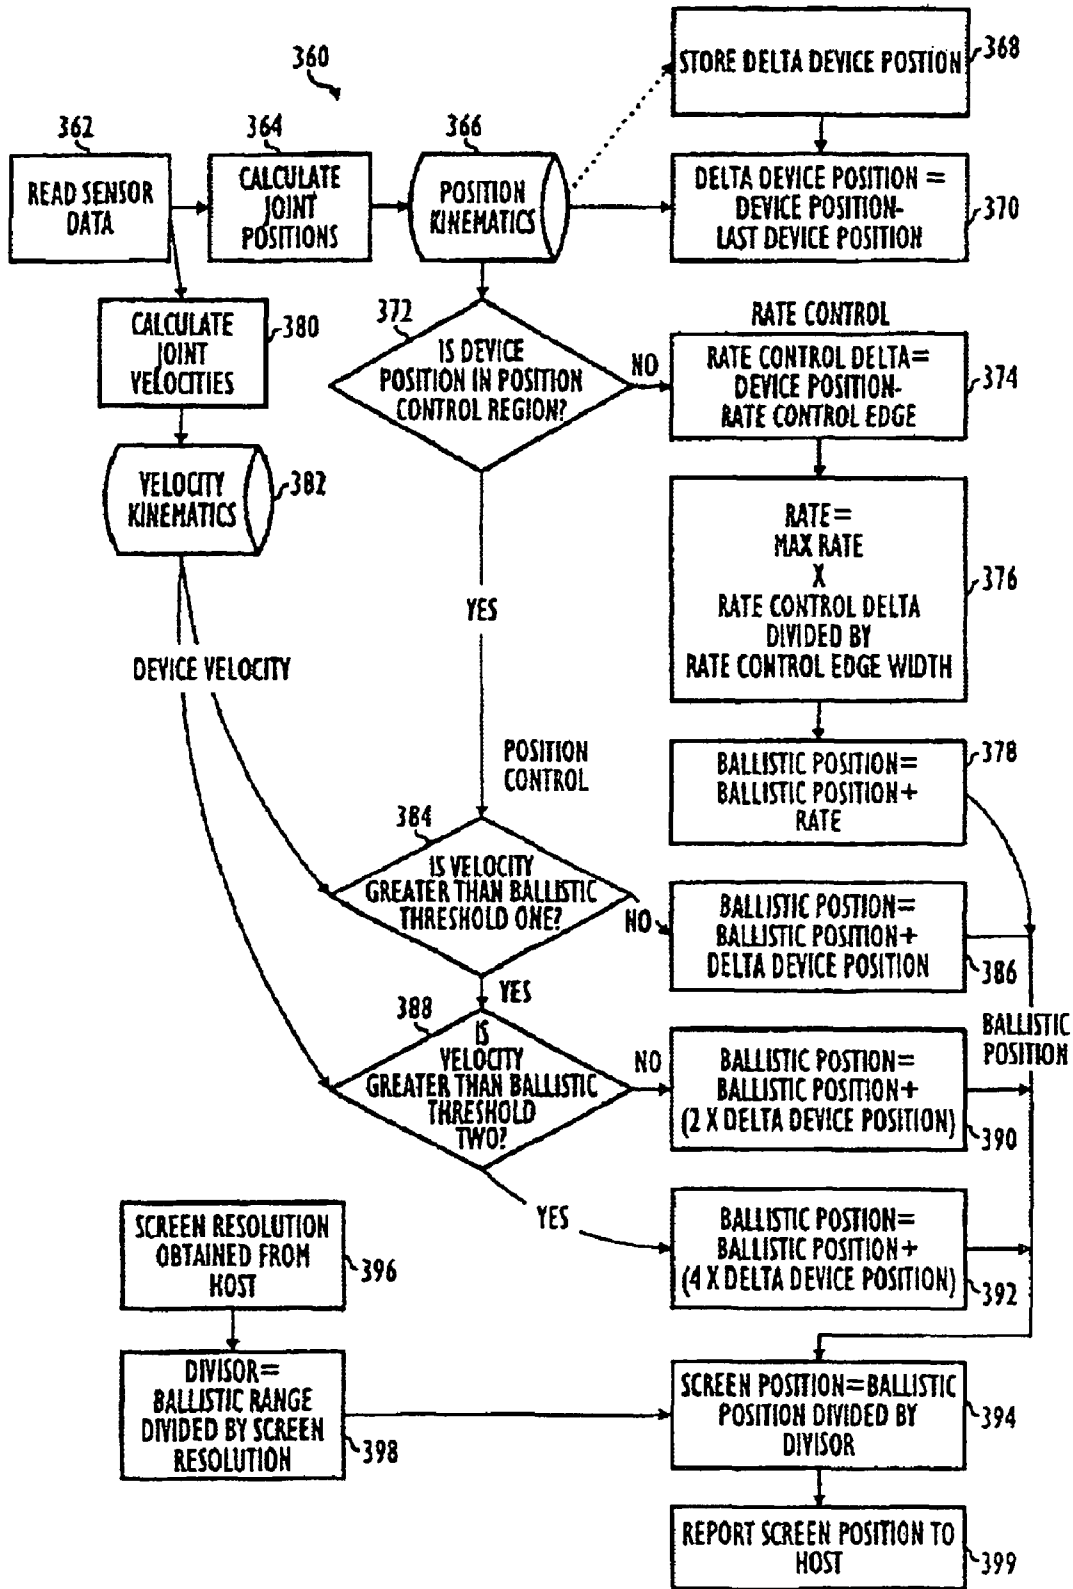 360
STORE DELTA DEVICE POSTION
368
362
READ SENSOR
DATA
364
CALCULATE
JOINT
POSITIONS
366
POSITION
KINEMATICS
DELTA DEVICE POSITION =
DEVICE POSITION-
LAST DEVICE POSITION
370
CALCULATE
JOINT
VELOCITIES
380
372
IS DEVICE
POSITION IN POSITION
CONTROL REGION?
NO
RATE CONTROL
RATE CONTROL DELTA=
DEVICE POSITION-
RATE CONTROL EDGE
374
VELOCITY
KINEMATICS
382
RATE=
MAX RATE
X
RATE CONTROL DELTA
DIVIDED BY
RATE CONTROL EDGE WIDTH
376
YES
DEVICE VELOCITY
POSITION
CONTROL
BALLISTIC POSITION=
BALLISTIC POSITION+
RATE
378
384
IS VELOCITY
GREATER THAN BALLISTIC
THRESHOLD ONE?
NO
BALLISTIC POSTION=
BALLISTIC POSITION+
DELTA DEVICE POSITION
386
YES
388
IS
VELOCITY
GREATER THAN BALLISTIC
THRESHOLD
TWO?
NO
BALLISTIC POSTION=
BALLISTIC POSITION+
(2 X DELTA DEVICE POSITION)
390
BALLISTIC
POSITION
YES
BALLISTIC POSTION=
BALLISTIC POSITION+
(4 X DELTA DEVICE POSITION)
392
SCREEN RESOLUTION
OBTAINED FROM
HOST
396
DIVISOR=
BALLISTIC RANGE
DIVIDED BY SCREEN
RESOLUTION
398
SCREEN POSITION=BALLISTIC
POSITION DIVIDED BY
DIVISOR
394
REPORT SCREEN POSITION TO
HOST
399